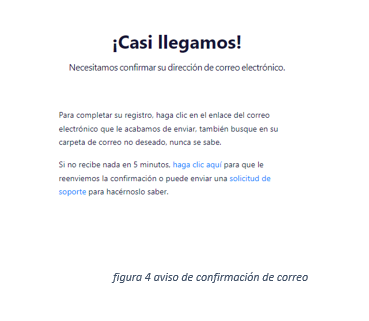 ¡Casi llegamos!
Necesitamos confirmar su dirección de correo electrónico.
Para completar su registro, haga clic en el enlace del correo
electrónico que le acabamos de enviar, también busque en su
carpeta de correo no deseado, nunca se sabe.
Si no recibe nada en 5 minutos, haga clic aquí para que le
reenviemos la confirmación o puede enviar una solicitud de
soporte para hacérnoslo saber.
figura 4 aviso de confirmación de correo